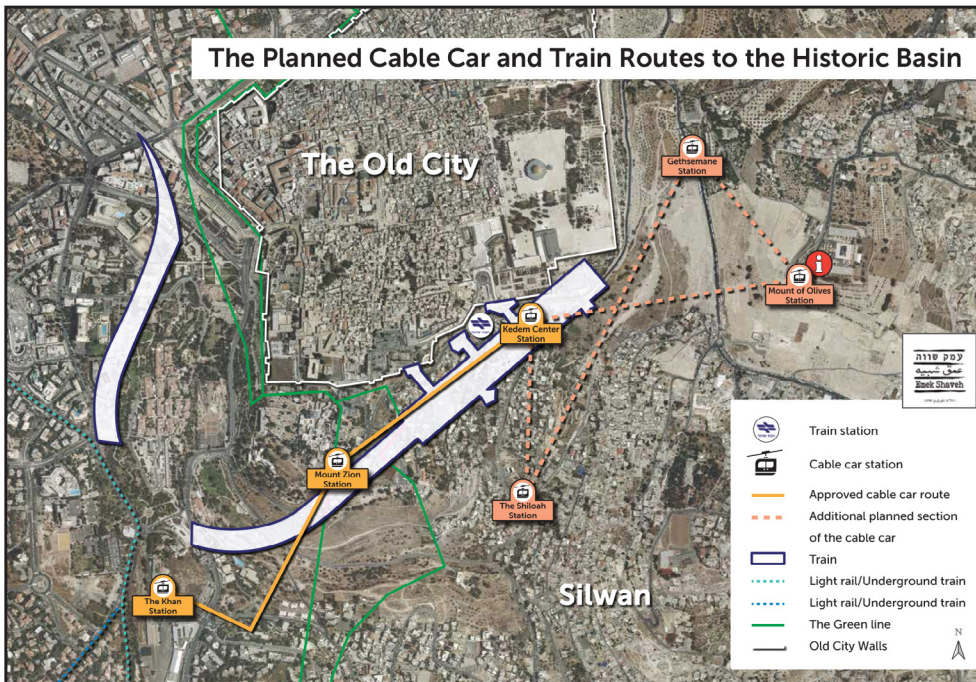 The Planned Cable Car and Train Routes to the Historic Basin
The Old City
Gethsemane
Station
Mount of Olives
Station
Kedem Center
Station
Mount Zion
Station
The Shiloah
Station
The Khan
Station
Silwan
עמק שווה
عمق شبيه
Emek Shaveh
Train station
Cable car station
Approved cable car route
Additional planned section
of the cable car
Train
Light rail/Underground train
Light rail/Underground train
The Green line
Old City Walls
N